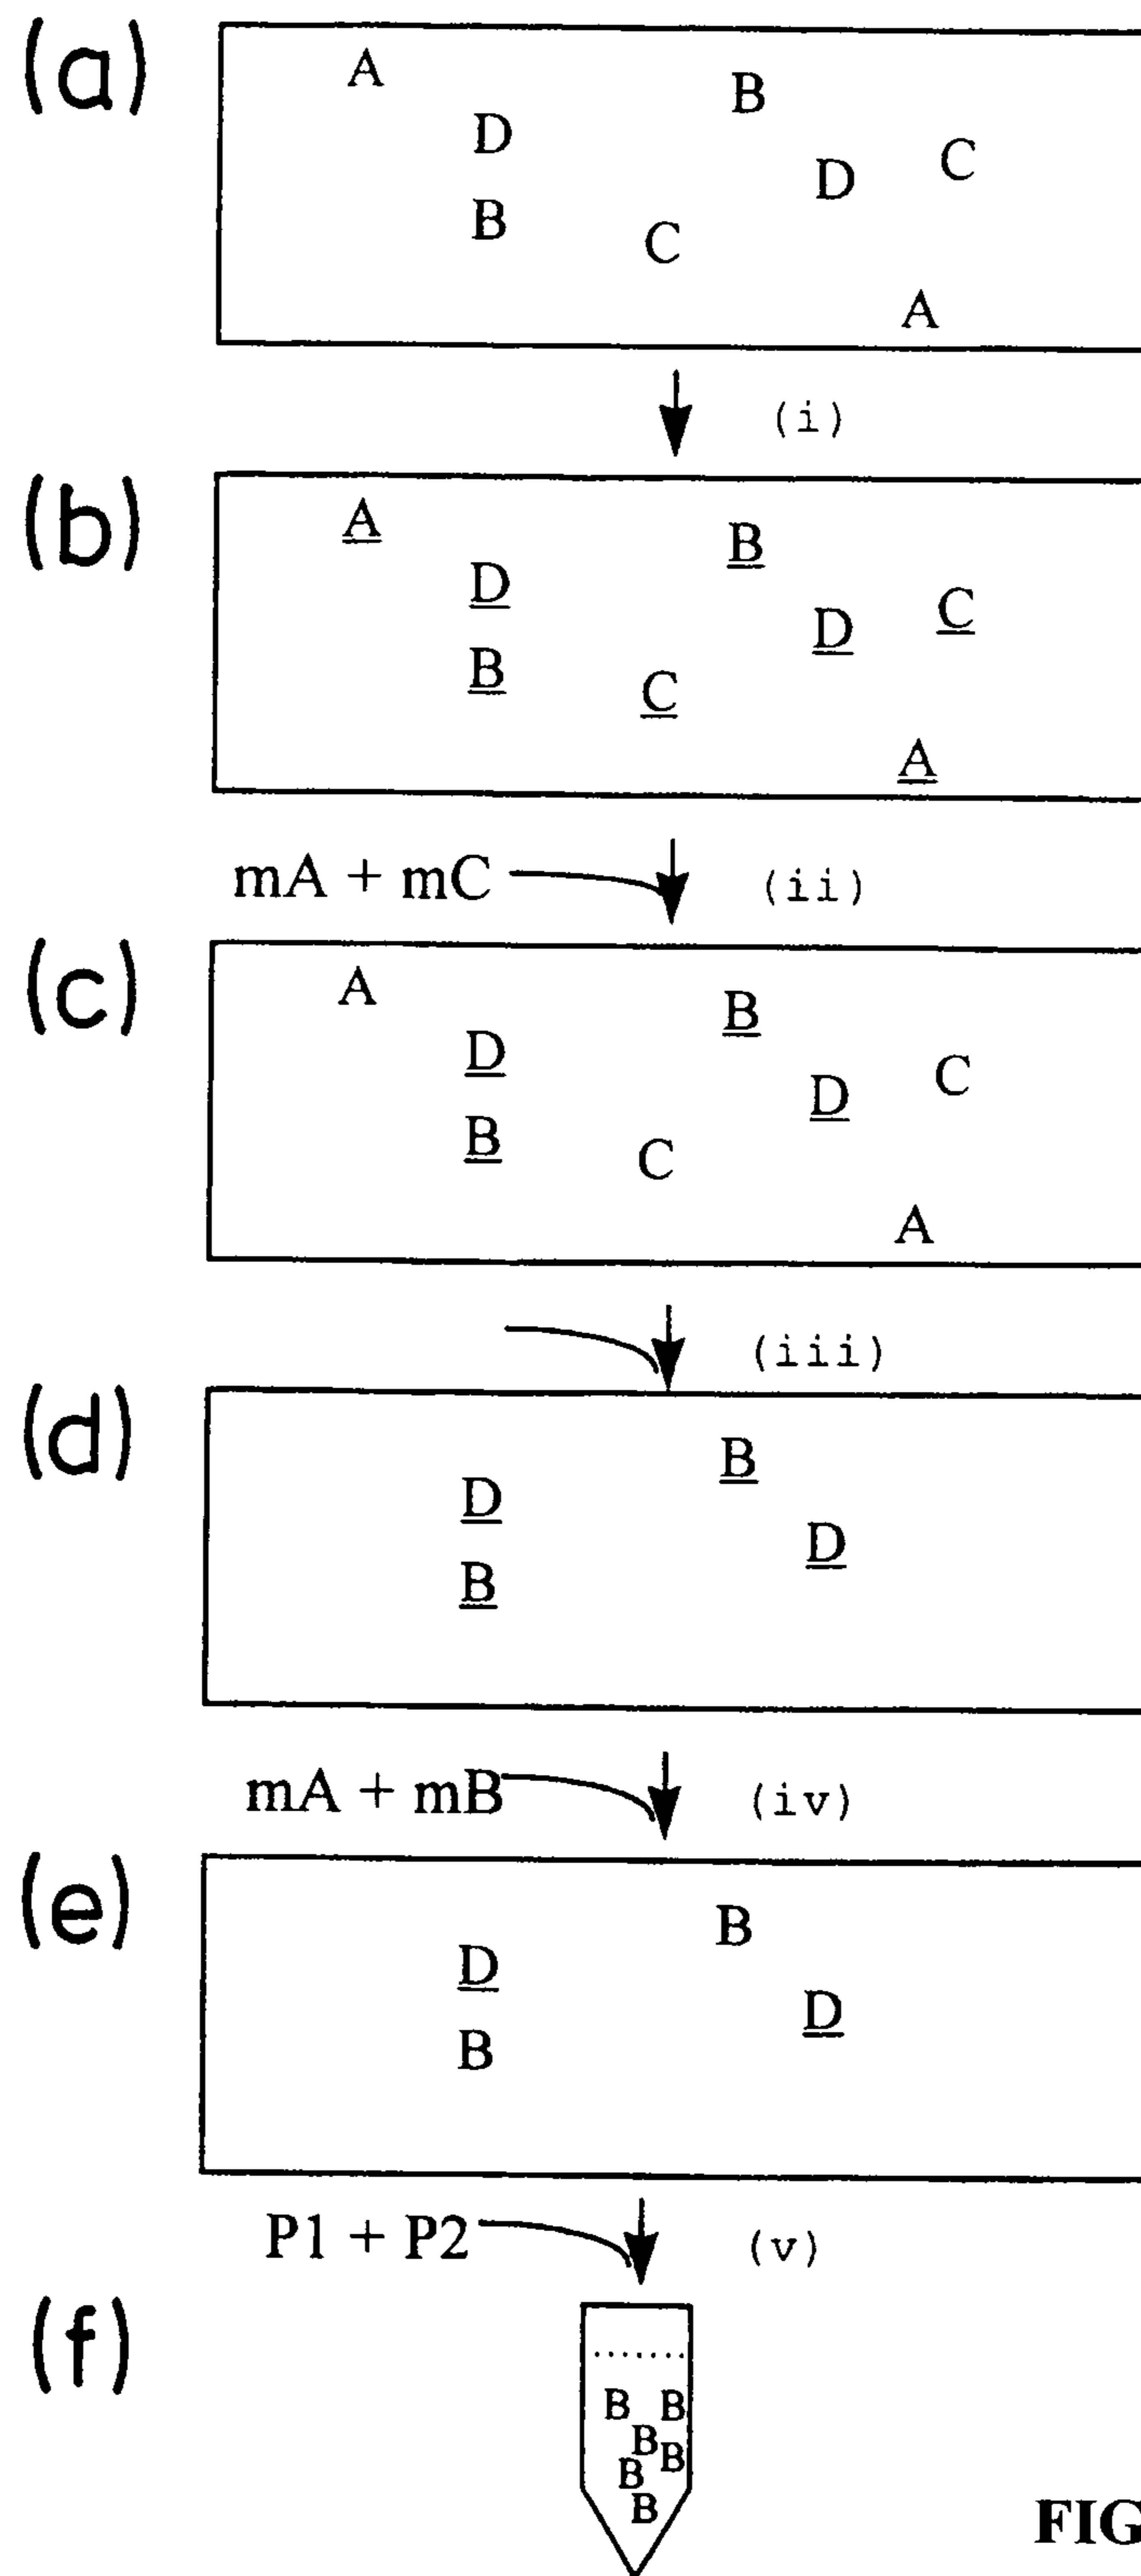 (a)
A
B
D
C
D
B
C
A
(i)
(b)
A
B
D
C
D
B
C
A
mA + mC (ii)
(c)
A
B
D
C
D
B
C
A
(iii)
(d)
B
D
D
B
mA + mB (iv)
(e)
B
D
D
B
P1 + P2 (v)
(f)
B B
B
B
B
B
FIG